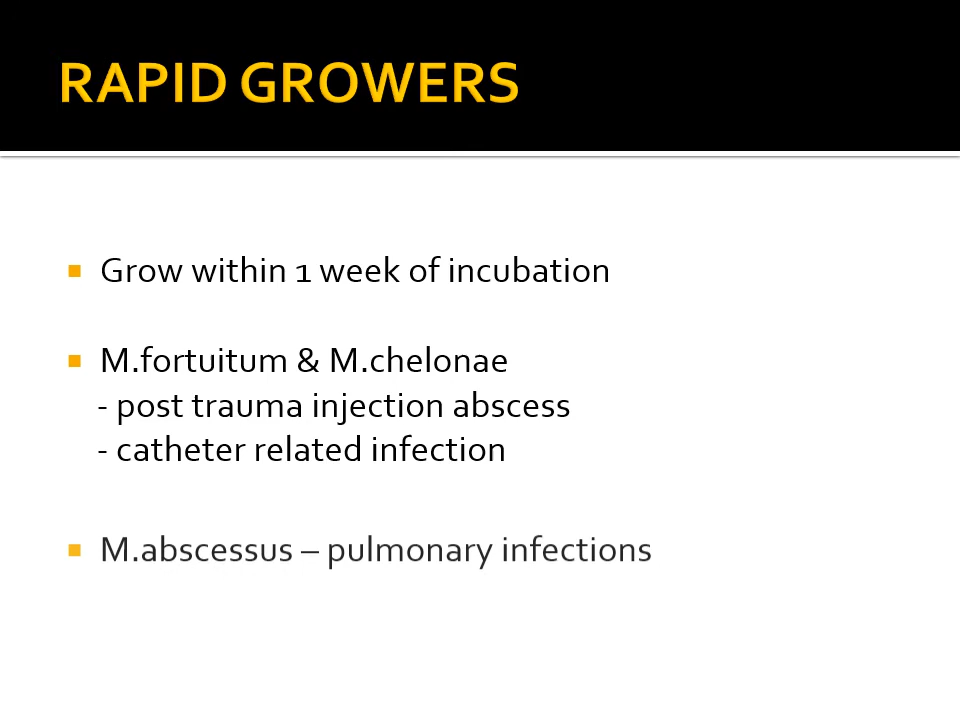 RAPID GROWERS
Grow within 1 week of incubation
M.fortuitum & M.chelonae
- post trauma injection abscess
- catheter related infection
M.abscessus – pulmonary infections